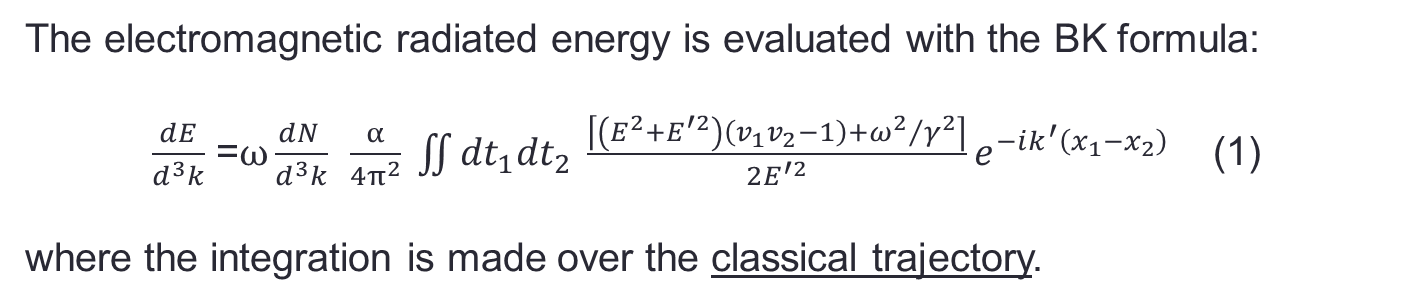 The electromagnetic radiated energy is evaluated with the BK formula:
dE/d³k =ω dN/d³k α/4π² ∬ dt₁dt₂ [(E²+E′²)(v₁v₂−1)+ω²/γ²]/2E′² e^{−ik′(x₁−x₂)} (1)
where the integration is made over the classical trajectory.